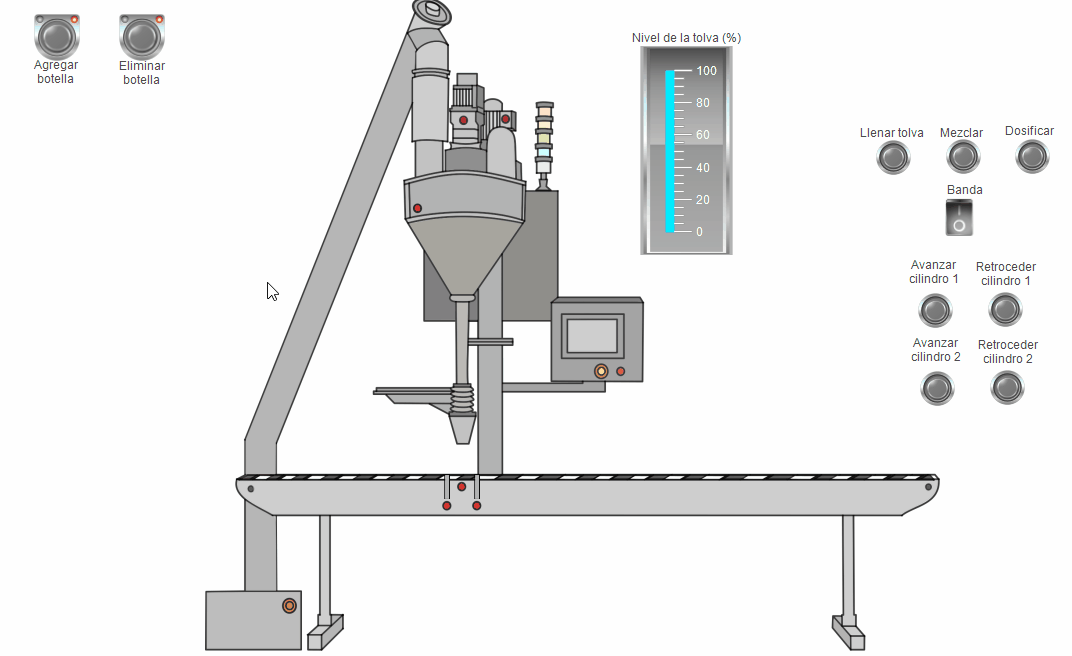 Agregar
botella
Eliminar
botella
Nivel de la tolva (%)
100
80
60
40
20
0
Llenar tolva
Mezclar
Dosificar
Banda
Avanzar
cilindro 1
Retroceder
cilindro 1
Avanzar
cilindro 2
Retroceder
cilindro 2